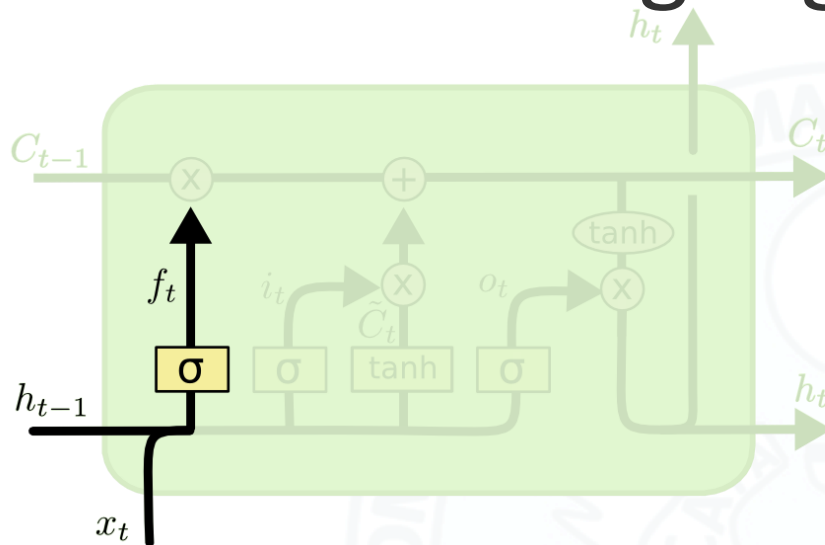 h_t
C_{t-1}
C_t
x
+
tanh
f_t
i_t
x
o_t
x
C̃_t
σ
σ
tanh
σ
h_{t-1}
h_t
x_t